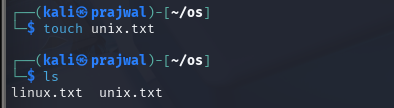 ┌──(kali㉿prajwal)-[~/os]
└─$ touch unix.txt
┌──(kali㉿prajwal)-[~/os]
└─$ ls
linux.txt  unix.txt